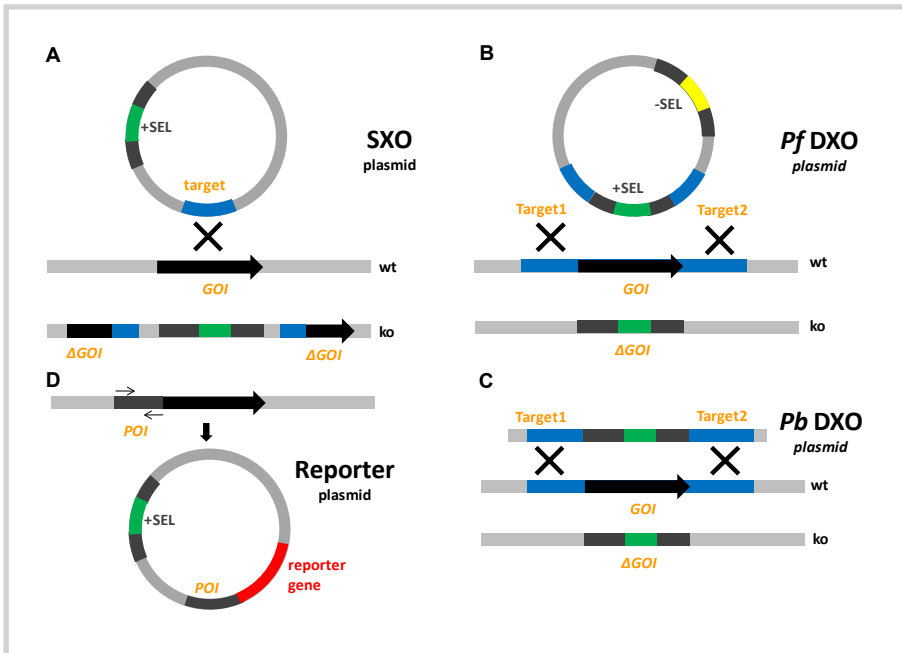 A
+SEL
SXO
plasmid
target
wt
GOI
ko
ΔGOI ΔGOI
B
-SEL
Pf DXO
plasmid
+SEL
Target1 Target2
wt
GOI
ko
ΔGOI
C
Target1 Target2
Pb DXO
plasmid
wt
GOI
ko
ΔGOI
D
POI
Reporter
plasmid
+SEL
reporter
gene
POI